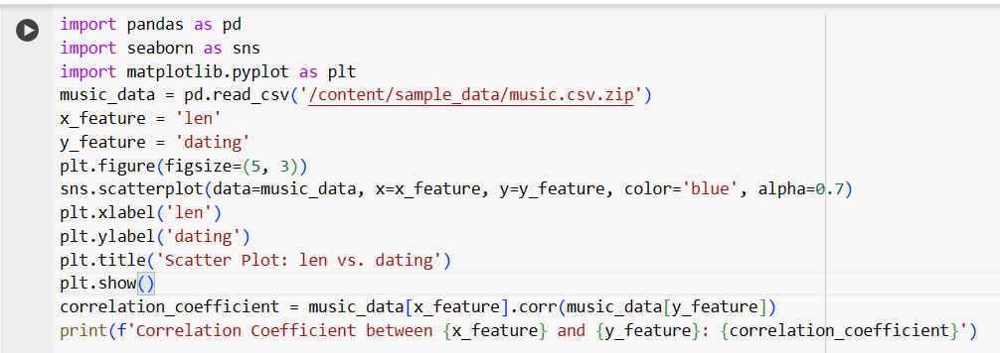 import pandas as pd
import seaborn as sns
import matplotlib.pyplot as plt
music_data = pd.read_csv('/content/sample_data/music.csv.zip')
x_feature = 'len'
y_feature = 'dating'
plt.figure(figsize=(5, 3))
sns.scatterplot(data=music_data, x=x_feature, y=y_feature, color='blue', alpha=0.7)
plt.xlabel('len')
plt.ylabel('dating')
plt.title('Scatter Plot: len vs. dating')
plt.show()
correlation_coefficient = music_data[x_feature].corr(music_data[y_feature])
print(f'Correlation Coefficient between {x_feature} and {y_feature}: {correlation_coefficient}')